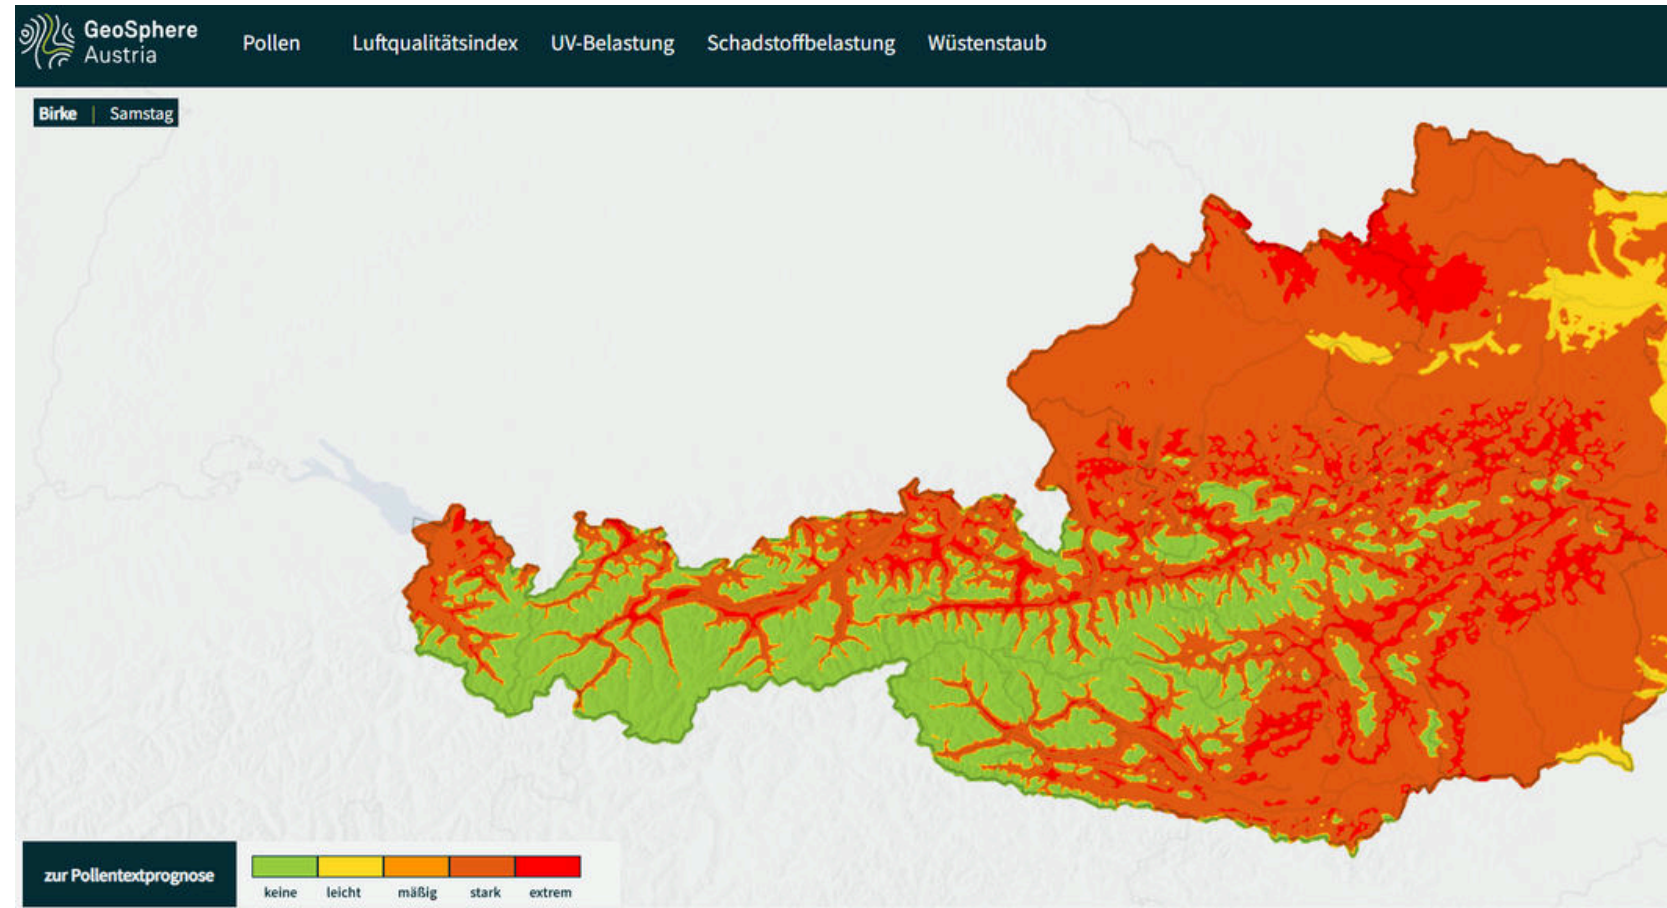 GeoSphere
Austria
Pollen Luftqualitätsindex UV-Belastung Schadstoffbelastung Wüstenstaub
Birke | Samstag
zur Pollentextprognose
keine leicht mäßig stark extrem